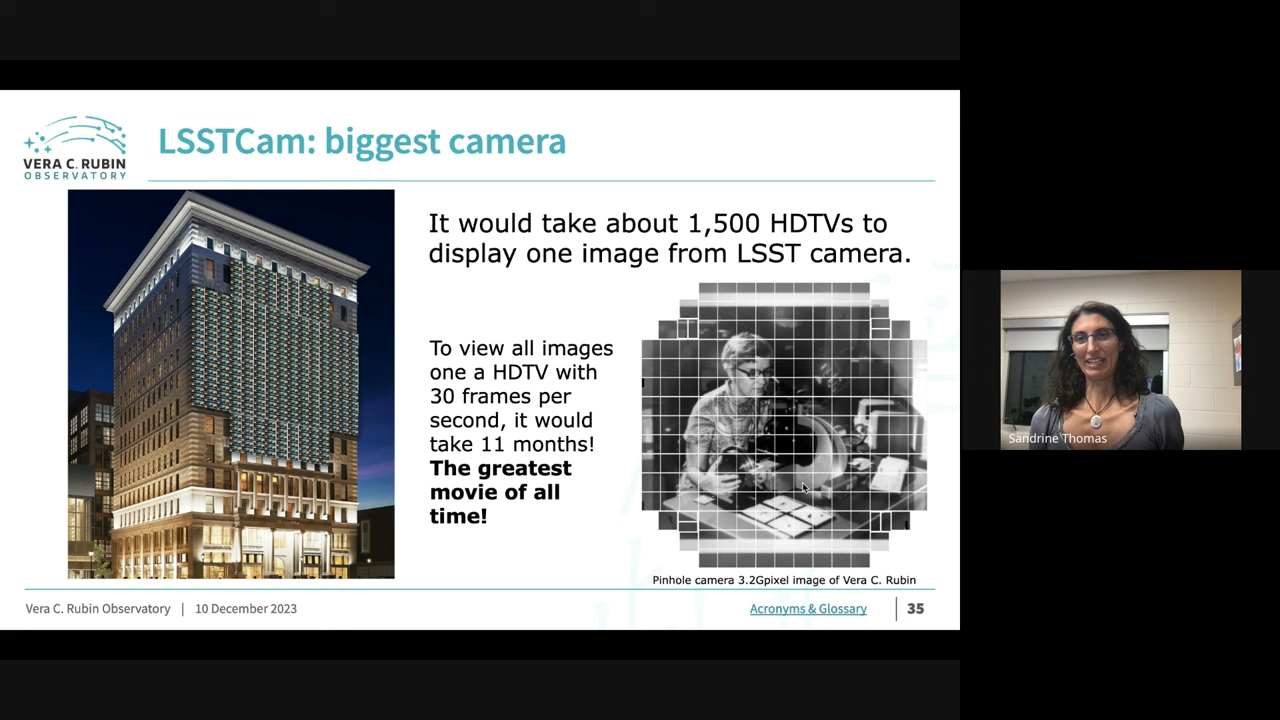 VERA C. RUBIN
OBSERVATORY
LSSTCam: biggest camera
It would take about 1,500 HDTVs to
display one image from LSST camera.
To view all images
one a HDTV with
30 frames per
second, it would
take 11 months!
The greatest
movie of all
time!
Pinhole camera 3.2Gpixel image of Vera C. Rubin
Vera C. Rubin Observatory | 10 December 2023
Acronyms & Glossary
35
Sandrine Thomas